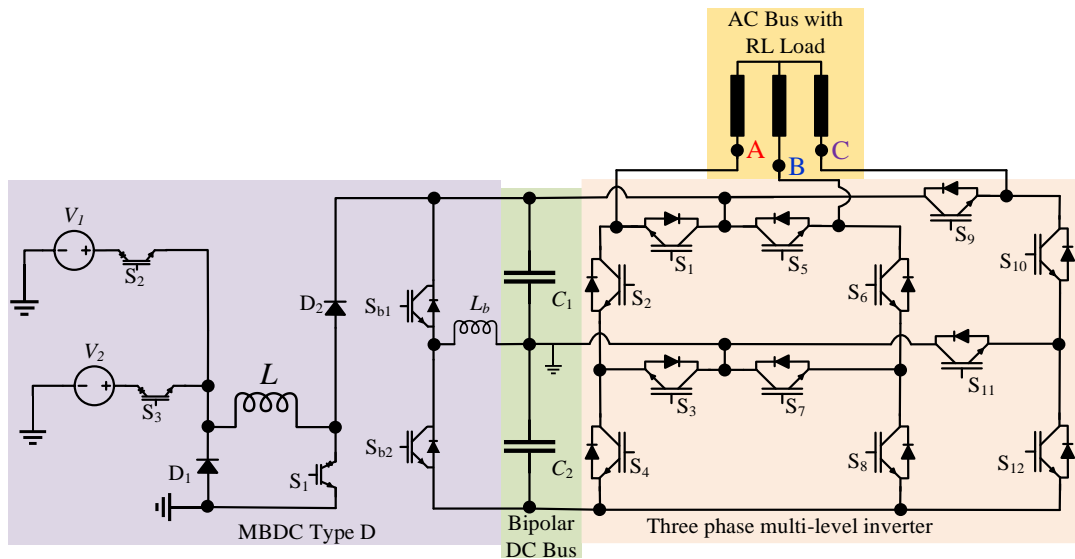 AC Bus with
RL Load
A
B
C
V1
S2
V2
S3
L
D1
D2
S1
Sb1
Sb2
Lb
C1
C2
S1
S5
S9
S2
S6
S10
S3
S7
S11
S4
S8
S12
MBDC Type D
Bipolar
DC Bus
Three phase multi-level inverter
− +
− +